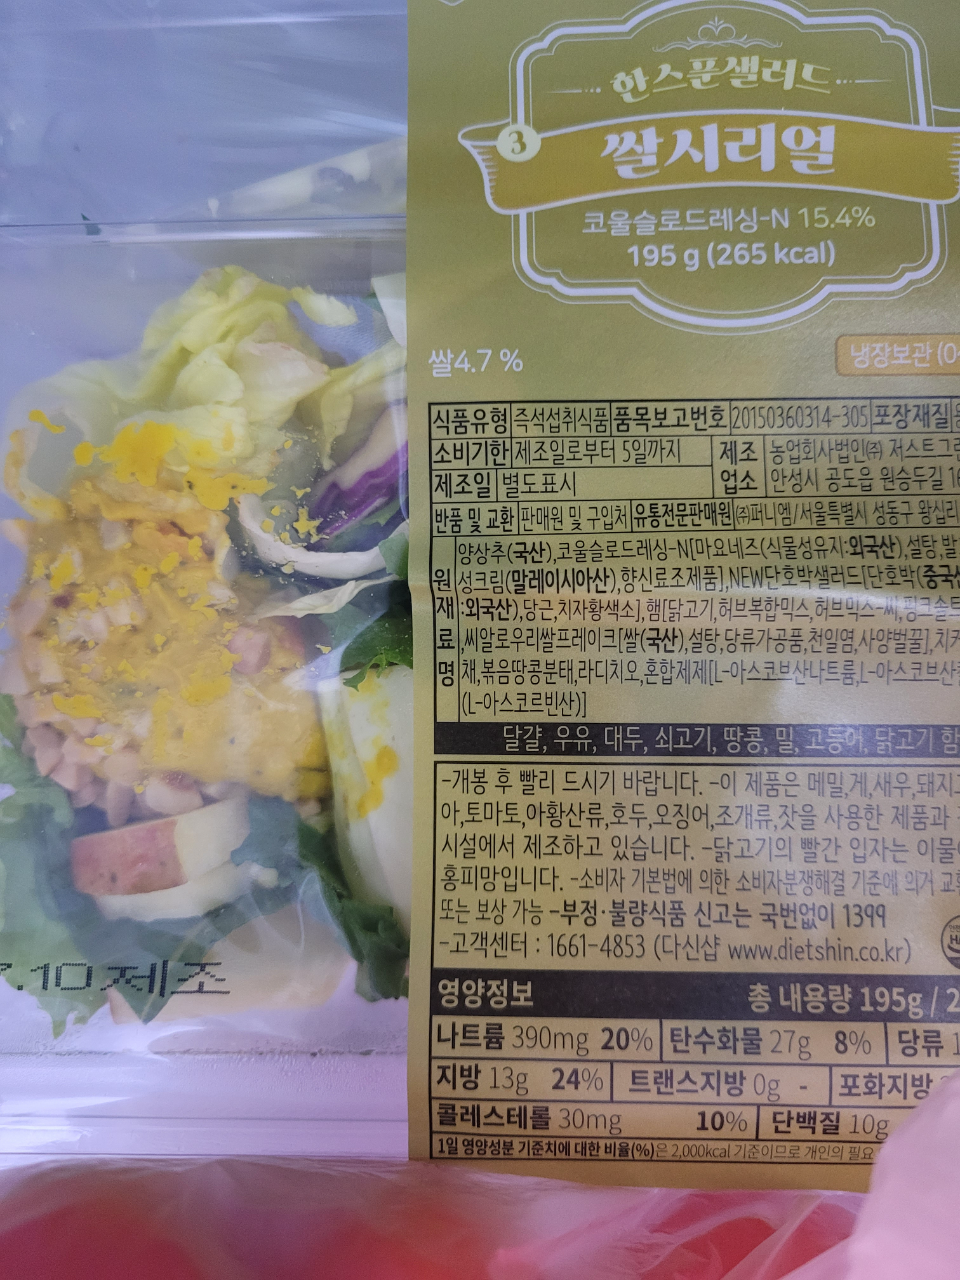 한스푼샐러드
3 쌀시리얼
코울슬로드레싱-N 15.4%
195 g (265 kcal)
쌀4.7 %
냉장보관 (0
식품유형 즉석섭취식품 품목보고번호 20150360314-305 포장재질
소비기한 제조일로부터 5일까지 제조 농업회사법인㈜ 저스트그린
제조일 별도표시 업소 안성시 공도읍 원승두길 16
반품 및 교환 판매원 및 구입처 유통전문판매원 ㈜퍼니엠/서울특별시 성동구 왕십리
양상추(국산),코울슬로드레싱-N[마요네즈(식물성유지:외국산),설탕,발
원 성크림(말레이시아산),향신료조제품],NEW단호박샐러드[단호박(중국산
재 :외국산),당근,치자황색소],햄[닭고기,허브복합믹스,허브믹스-씨,핑크솔트
료 ,씨알로우리쌀프레이크[쌀(국산),설탕,당류가공품,천일염,사양벌꿀],치커
명 채,볶음땅콩분태,라디치오,혼합제제[L-아스코브산나트륨,L-아스코브산
(L-아스코르빈산)]
달걀, 우유, 대두, 쇠고기, 땅콩, 밀, 고등어, 닭고기 함
-개봉 후 빨리 드시기 바랍니다. -이 제품은 메밀,게,새우,돼지고
아,토마토,아황산류,호두,오징어,조개류,잣을 사용한 제품과
시설에서 제조하고 있습니다. -닭고기의 빨간 입자는 이물이
홍피망입니다. -소비자 기본법에 의한 소비자분쟁해결 기준에 의거 교환
또는 보상 가능 -부정·불량식품 신고는 국번없이 1399
-고객센터 : 1661-4853 (다신샵 www.dietshin.co.kr)
7.10 제조
영양정보 총 내용량 195g / 2
나트륨 390mg 20% 탄수화물 27g 8% 당류 1
지방 13g 24% 트랜스지방 0g - 포화지방
콜레스테롤 30mg 10% 단백질 10g
1일 영양성분 기준치에 대한 비율(%)은 2,000kcal 기준이므로 개인의 필요